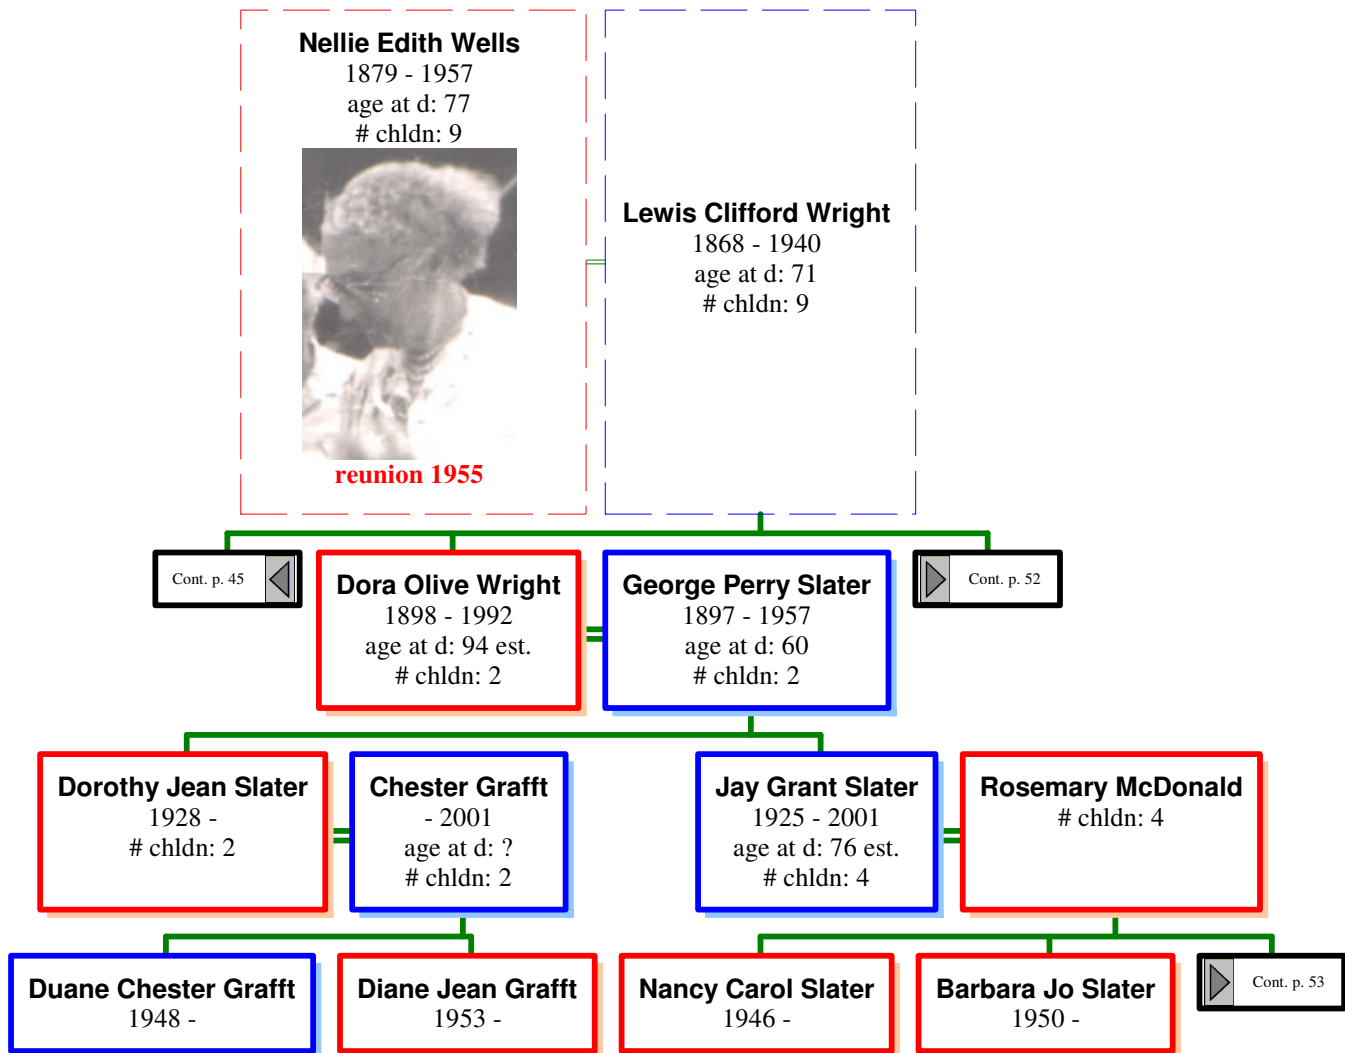 Nellie Edith Wells
1879 - 1957
age at d: 77
# chldn: 9
reunion 1955
Lewis Clifford Wright
1868 - 1940
age at d: 71
# chldn: 9
Cont. p. 45
Dora Olive Wright
1898 - 1992
age at d: 94 est.
# chldn: 2
George Perry Slater
1897 - 1957
age at d: 60
# chldn: 2
Cont. p. 52
Dorothy Jean Slater
1928 -
# chldn: 2
Chester Grafft
- 2001
age at d: ?
# chldn: 2
Jay Grant Slater
1925 - 2001
age at d: 76 est.
# chldn: 4
Rosemary McDonald
# chldn: 4
Duane Chester Grafft
1948 -
Diane Jean Grafft
1953 -
Nancy Carol Slater
1946 -
Barbara Jo Slater
1950 -
Cont. p. 53